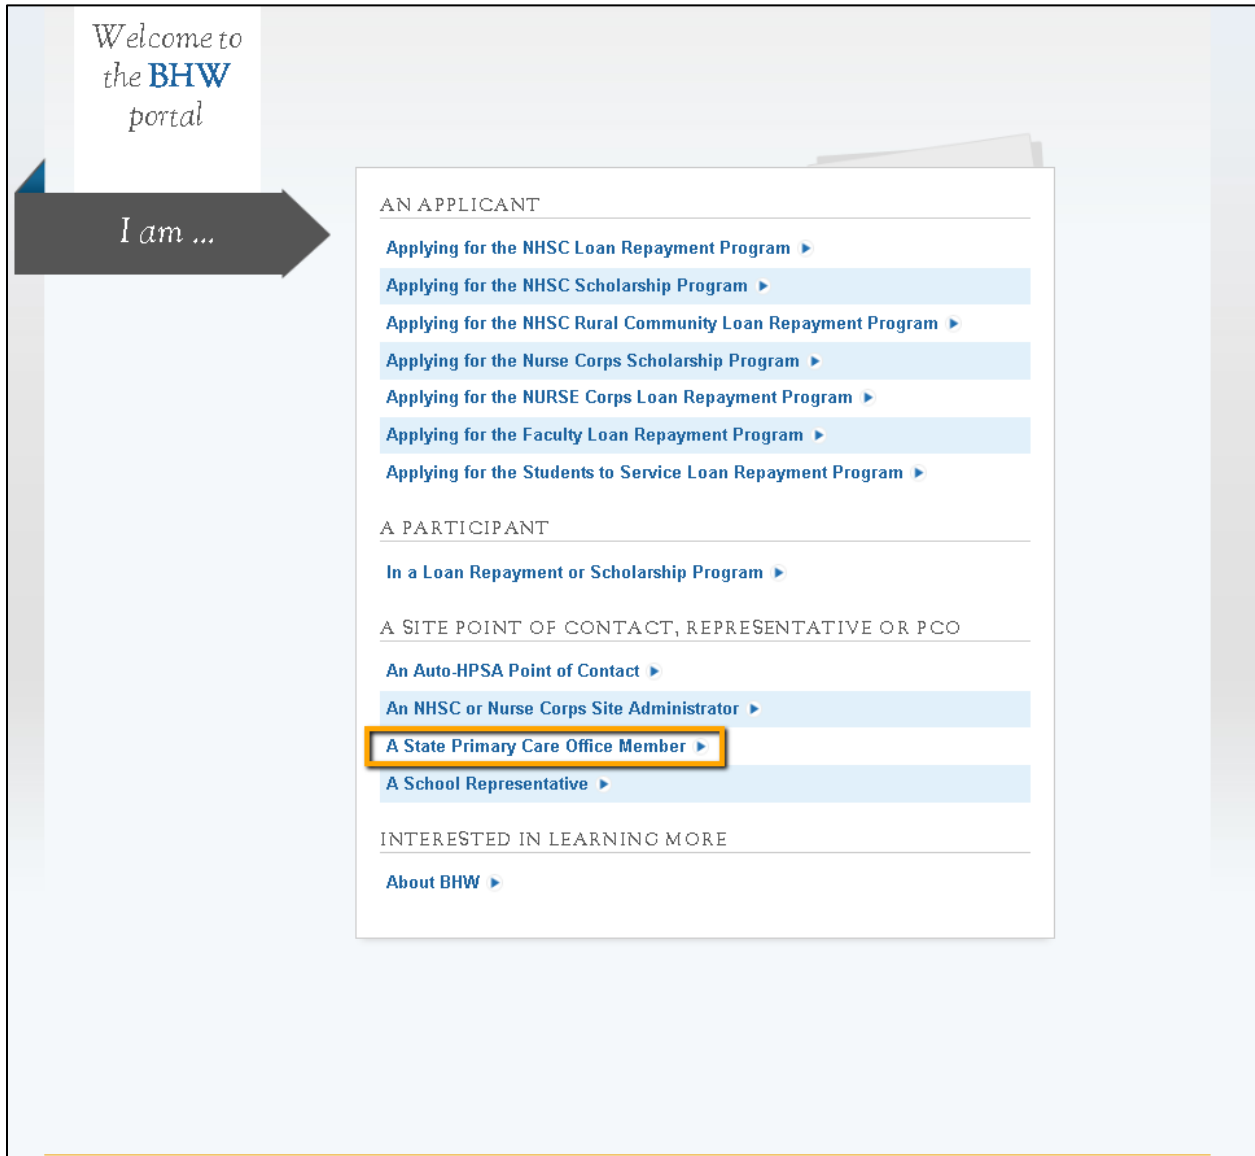 Welcome to
the BHW
portal
I am ...
AN APPLICANT
Applying for the NHSC Loan Repayment Program
Applying for the NHSC Scholarship Program
Applying for the NHSC Rural Community Loan Repayment Program
Applying for the Nurse Corps Scholarship Program
Applying for the NURSE Corps Loan Repayment Program
Applying for the Faculty Loan Repayment Program
Applying for the Students to Service Loan Repayment Program
A PARTICIPANT
In a Loan Repayment or Scholarship Program
A SITE POINT OF CONTACT, REPRESENTATIVE OR PCO
An Auto-HPSA Point of Contact
An NHSC or Nurse Corps Site Administrator
A State Primary Care Office Member
A School Representative
INTERESTED IN LEARNING MORE
About BHW